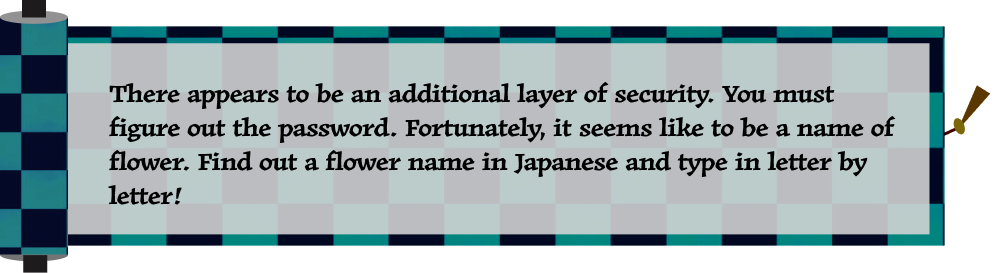 There appears to be an additional layer of security. You must
figure out the password. Fortunately, it seems like to be a name of
flower. Find out a flower name in Japanese and type in letter by
letter!